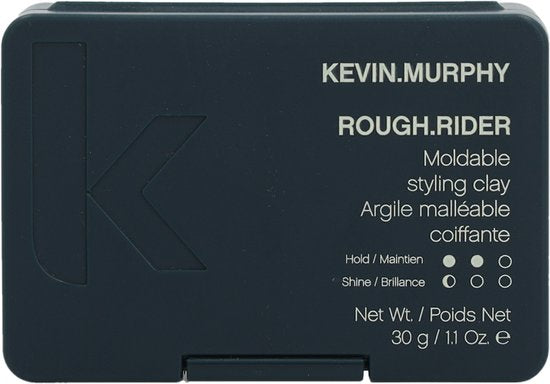 KEVIN.MURPHY
ROUGH.RIDER
Moldable
styling clay
Argile malléable
coiffante
Hold / Maintien
Shine / Brillance
Net Wt. / Poids Net
30 g / 1.1 Oz. ℮
k